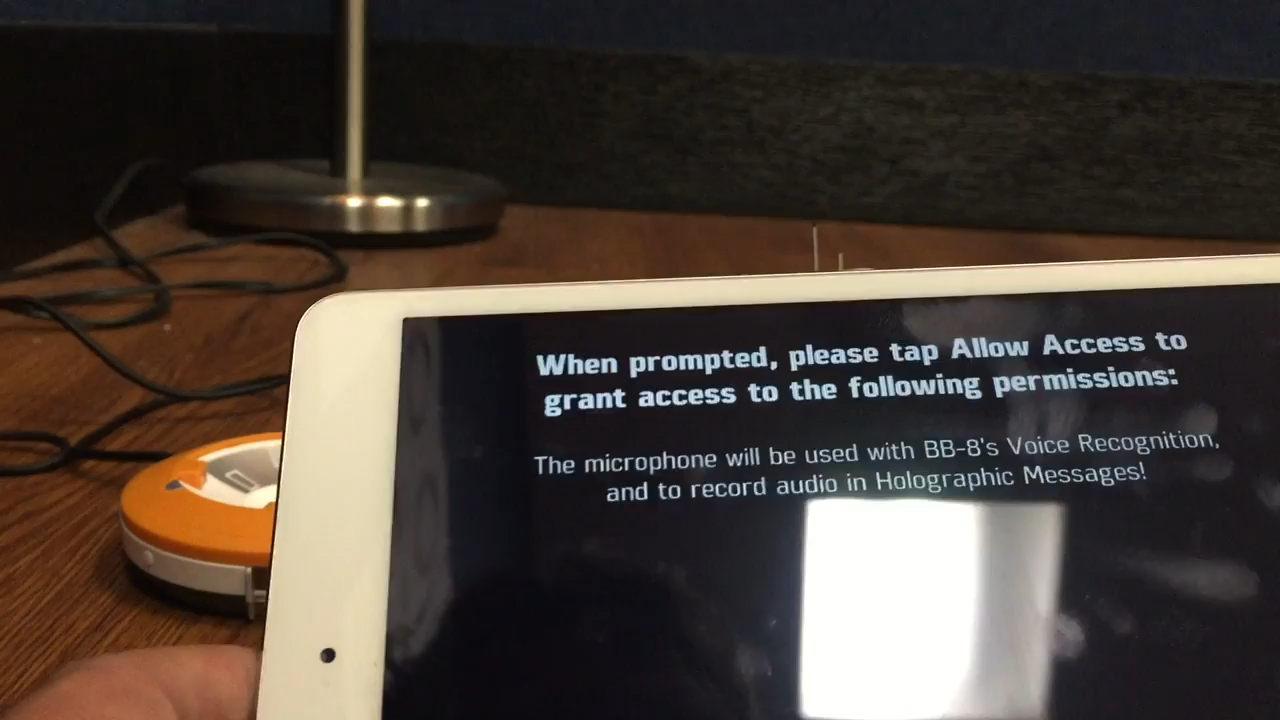 When prompted, please tap Allow Access to
grant access to the following permissions:
The microphone will be used with BB-8's Voice Recognition,
and to record audio in Holographic Messages!